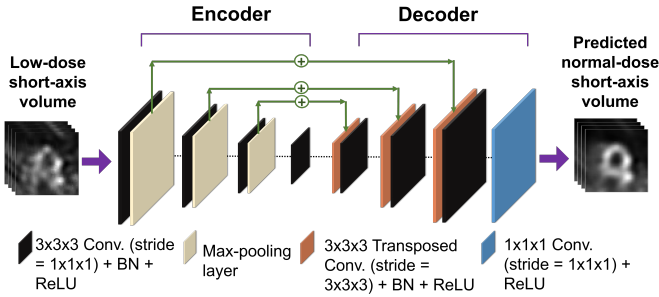 Encoder
Decoder
Low-dose
short-axis
volume
Predicted
normal-dose
short-axis
volume
+
+
+
3x3x3 Conv. (stride
= 1x1x1) + BN +
ReLU
Max-pooling
layer
3x3x3 Transposed
Conv. (stride =
3x3x3) + BN + ReLU
1x1x1 Conv.
(stride = 1x1x1) +
ReLU